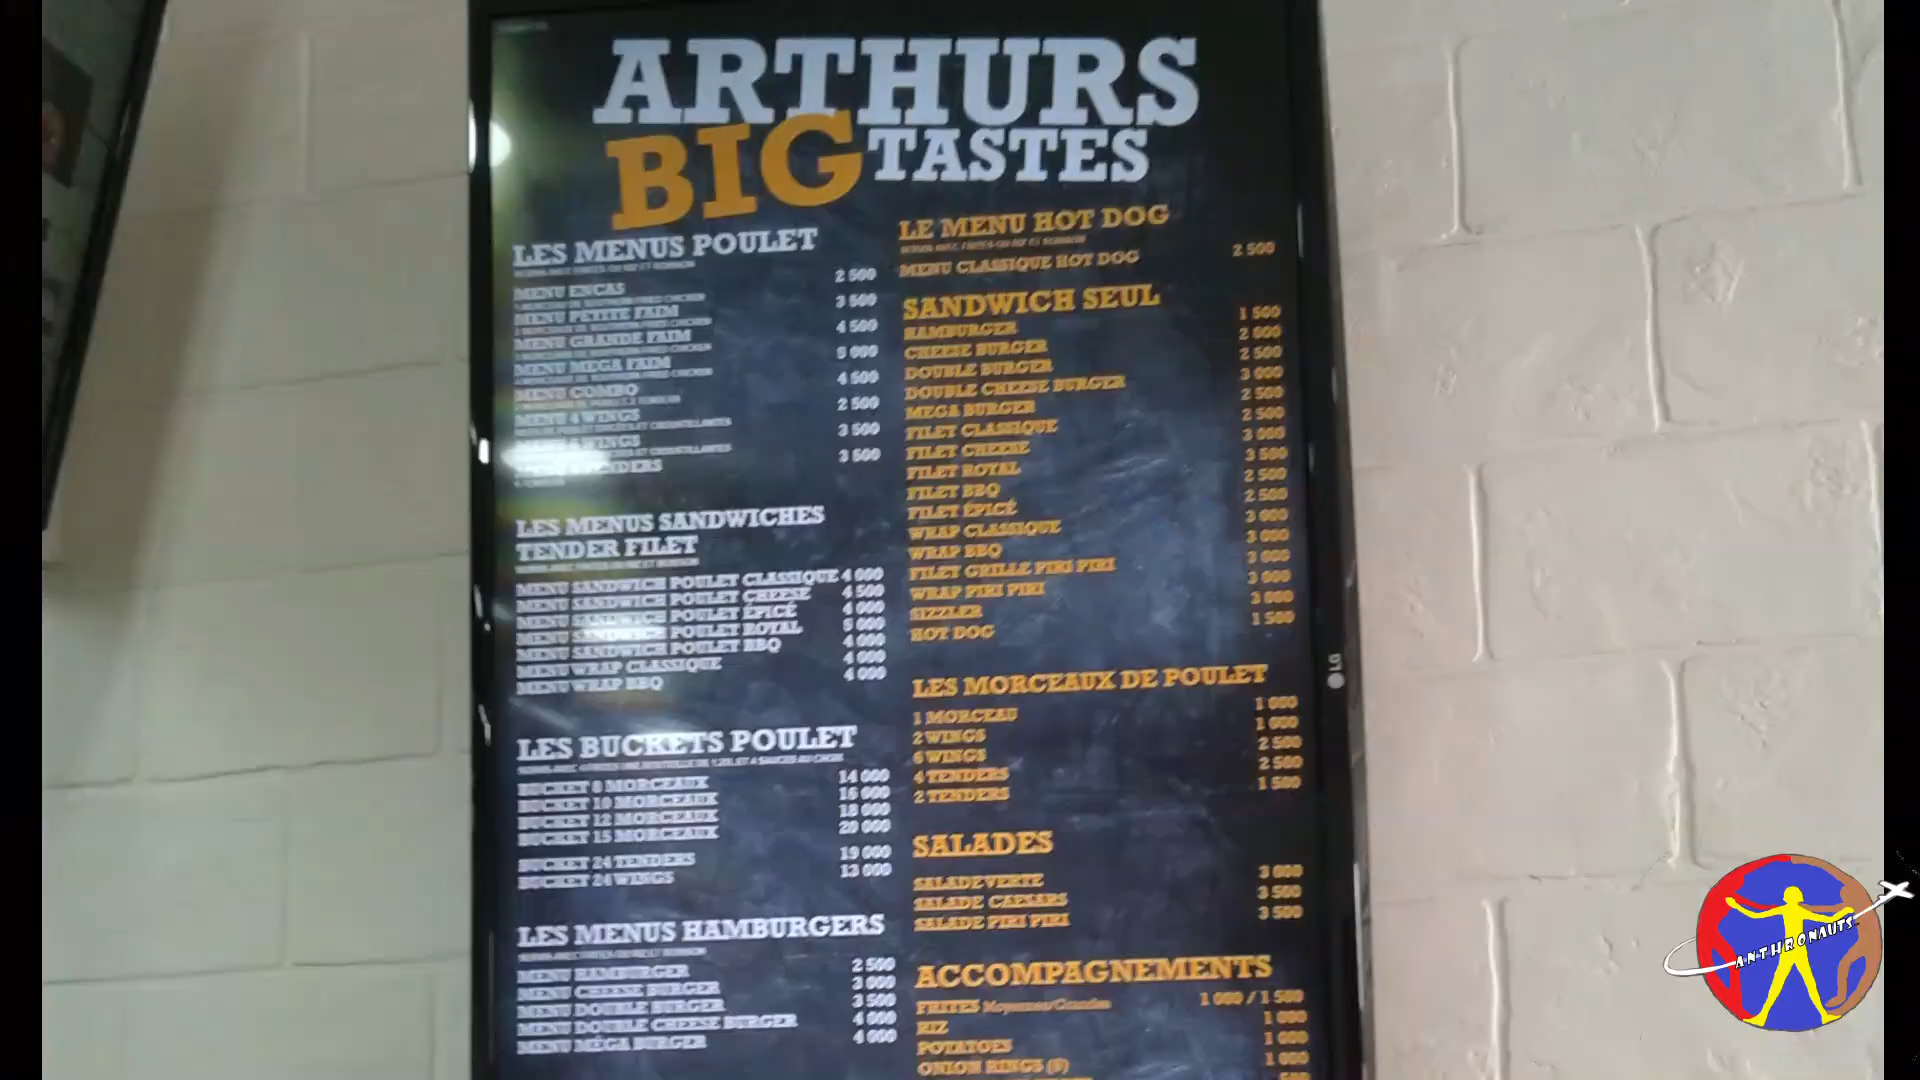 ARTHURS
BIG TASTES
LES MENUS POULET
MENU ENCAS 2 500
MENU PETITE FAIM 3 500
MENU GRANDE FAIM 4 500
MENU MEGA FAIM 5 000
MENU COMBO 4 500
MENU 4 WINGS 2 500
WINGS 3 500
TENDERS 3 500
LES MENUS SANDWICHES
TENDER FILET
MENU SANDWICH POULET CLASSIQUE 4 000
MENU SANDWICH POULET CHEESE 4 500
MENU SANDWICH POULET ÉPICÉ 4 000
MENU SANDWICH POULET ROYAL 5 000
MENU SANDWICH POULET BBQ 4 000
MENU WRAP CLASSIQUE 4 000
MENU WRAP BBQ 4 000
LES BUCKETS POULET
BUCKET 8 MORCEAUX 14 000
BUCKET 10 MORCEAUX 16 000
BUCKET 12 MORCEAUX 18 000
BUCKET 15 MORCEAUX 20 000
BUCKET 24 TENDERS 19 000
BUCKET 24 WINGS 13 000
LES MENUS HAMBURGERS
MENU HAMBURGER 2 500
MENU CHEESE BURGER 3 000
MENU DOUBLE BURGER 3 500
MENU DOUBLE CHEESE BURGER 4 000
MENU MÉGA BURGER 4 000
LE MENU HOT DOG
MENU CLASSIQUE HOT DOG 2 500
SANDWICH SEUL
HAMBURGER 1 500
CHEESE BURGER 2 000
DOUBLE BURGER 2 500
DOUBLE CHEESE BURGER 3 000
MEGA BURGER 2 500
FILET CLASSIQUE 2 500
FILET CHEESE 3 000
FILET ROYAL 3 500
FILET BBQ 2 500
FILET ÉPICÉ 2 500
WRAP CLASSIQUE 3 000
WRAP BBQ 3 000
FILET GRILLE PIRI PIRI 3 000
WRAP PIRI PIRI 3 000
SIZZLER 3 000
HOT DOG 1 500
LES MORCEAUX DE POULET
1 MORCEAU 1 000
2 WINGS 1 000
6 WINGS 2 500
4 TENDERS 2 500
2 TENDERS 1 500
SALADES
SALADE VERTE 3 000
SALADE CAESARS 3 500
SALADE PIRI PIRI 3 500
ACCOMPAGNEMENTS
FRITES Moyennes/Grandes 1 000 / 1 500
RIZ 1 000
POTATOES 1 000
ONION RINGS (6) 1 000
500
LG
ANTHRONAUTS